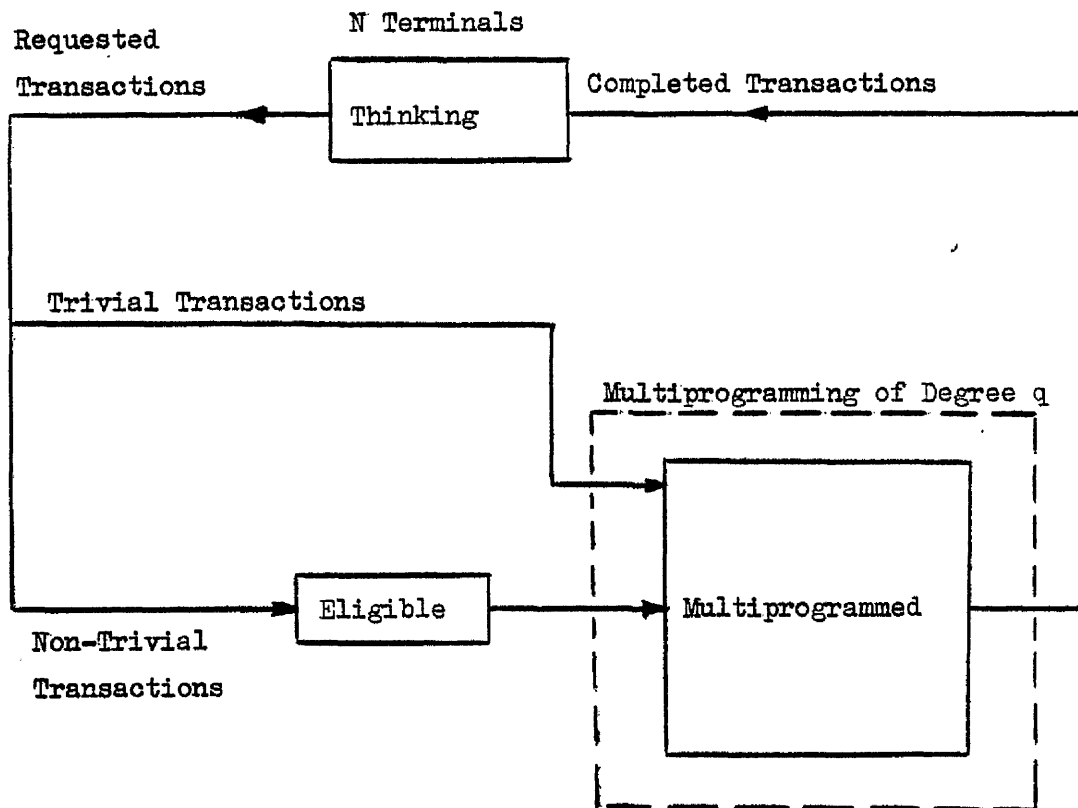 N Terminals
Requested
Transactions
Thinking
Completed Transactions
Trivial Transactions
Multiprogramming of Degree q
Eligible
Multiprogrammed
Non-Trivial
Transactions